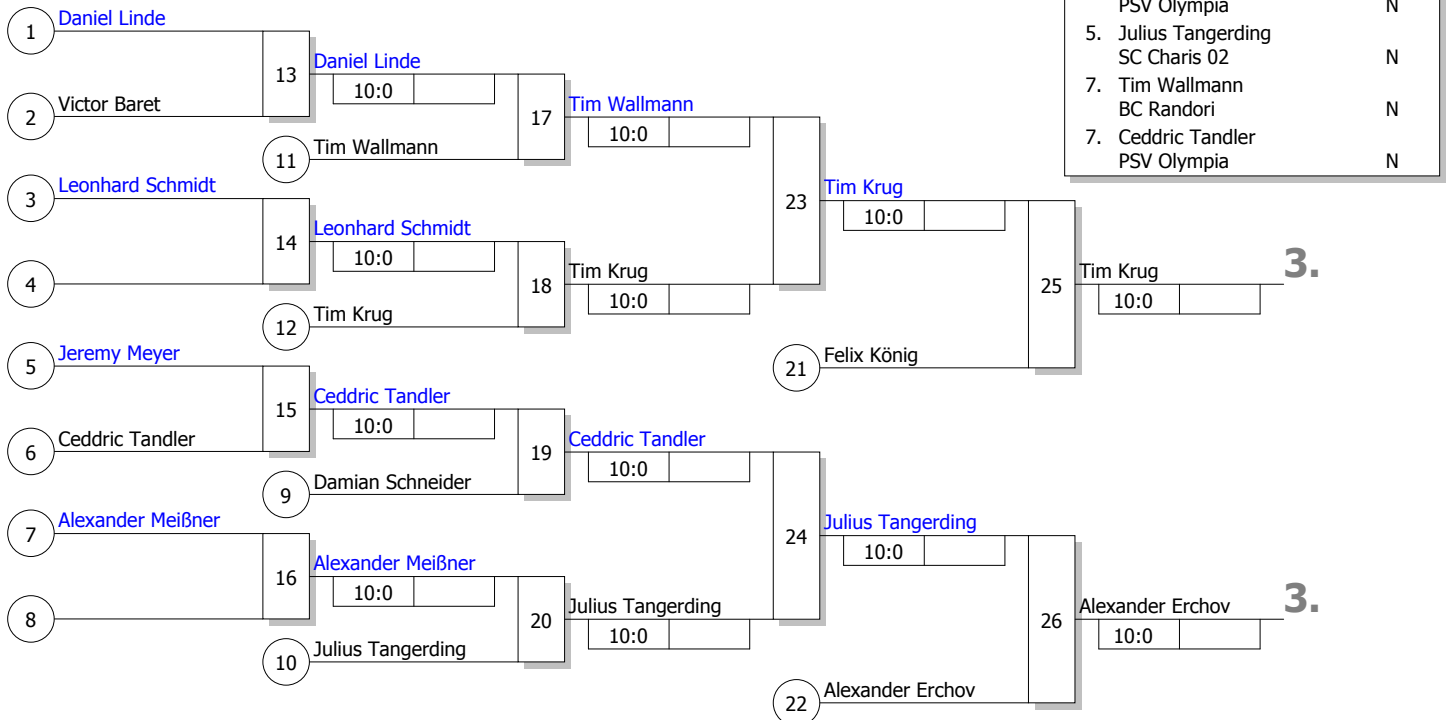 PSV Olympia N
5. Julius Tangerding
SC Charis 02 N
7. Tim Wallmann
BC Randori N
7. Ceddric Tandler
PSV Olympia N
1 Daniel Linde
13 Daniel Linde
10:0
2 Victor Baret
17 Tim Wallmann
10:0
11 Tim Wallmann
3 Leonhard Schmidt
23 Tim Krug
10:0
14 Leonhard Schmidt
10:0
4
18 Tim Krug
10:0
25 Tim Krug 3.
10:0
12 Tim Krug
5 Jeremy Meyer
21 Felix König
15 Ceddric Tandler
10:0
6 Ceddric Tandler
19 Ceddric Tandler
10:0
9 Damian Schneider
7 Alexander Meißner
24 Julius Tangerding
10:0
16 Alexander Meißner
10:0
8
20 Julius Tangerding
10:0
26 Alexander Erchov 3.
10:0
10 Julius Tangerding
22 Alexander Erchov